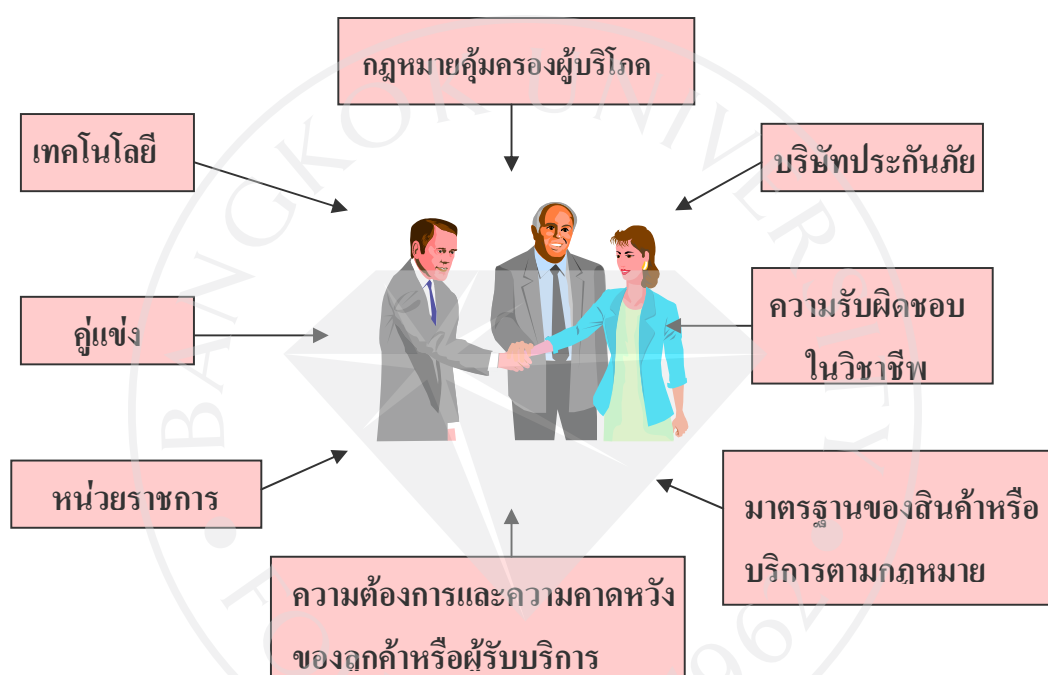 กฎหมายคุ้มครองผู้บริโภค
เทคโนโลยี
บริษัทประกันภัย
คู่แข่ง
ความรับผิดชอบ
ในวิชาชีพ
หน่วยราชการ
มาตรฐานของสินค้าหรือ
บริการตามกฎหมาย
ความต้องการและความคาดหวัง
ของลูกค้าหรือผู้รับบริการ
BANGKOK UNIVERSITY
1962